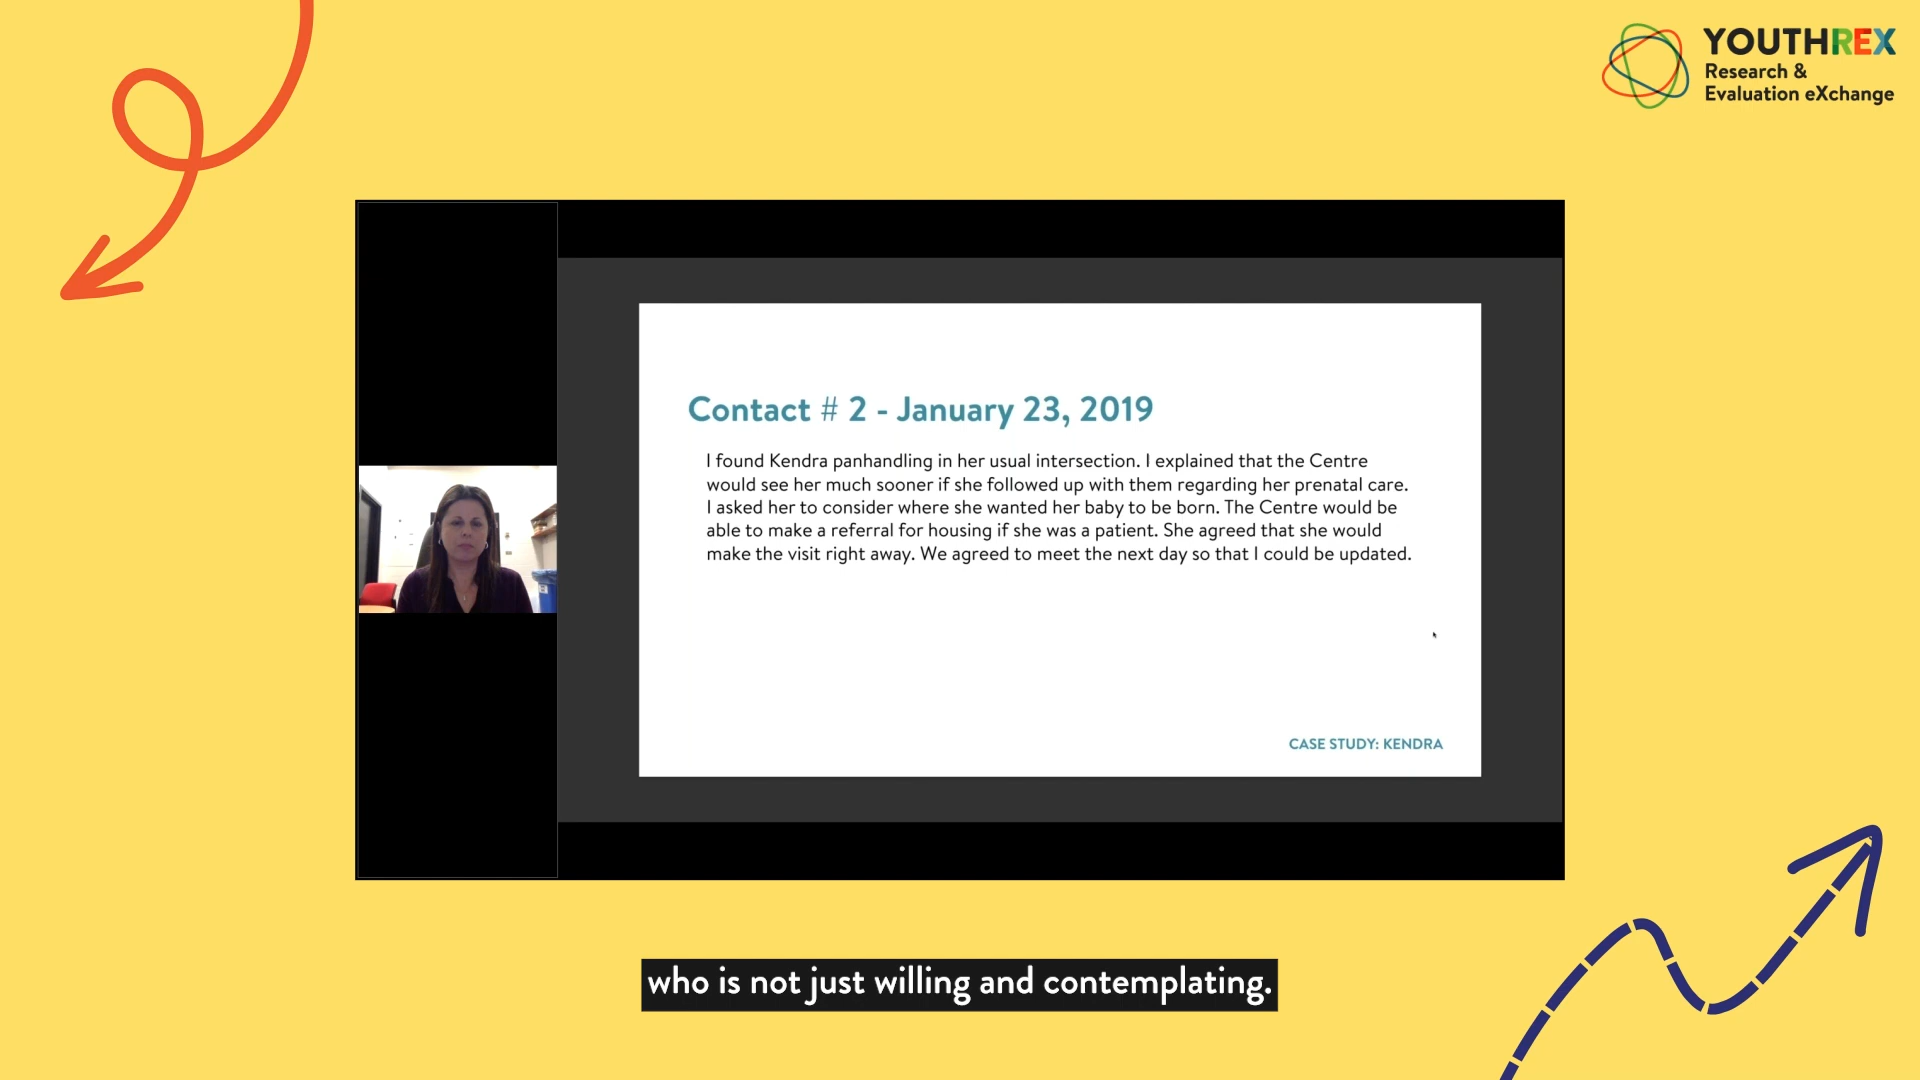 YOUTHREX
Research &
Evaluation eXchange
Contact # 2 - January 23, 2019
I found Kendra panhandling in her usual intersection. I explained that the Centre
would see her much sooner if she followed up with them regarding her prenatal care.
I asked her to consider where she wanted her baby to be born. The Centre would be
able to make a referral for housing if she was a patient. She agreed that she would
make the visit right away. We agreed to meet the next day so that I could be updated.
CASE STUDY: KENDRA
who is not just willing and contemplating.